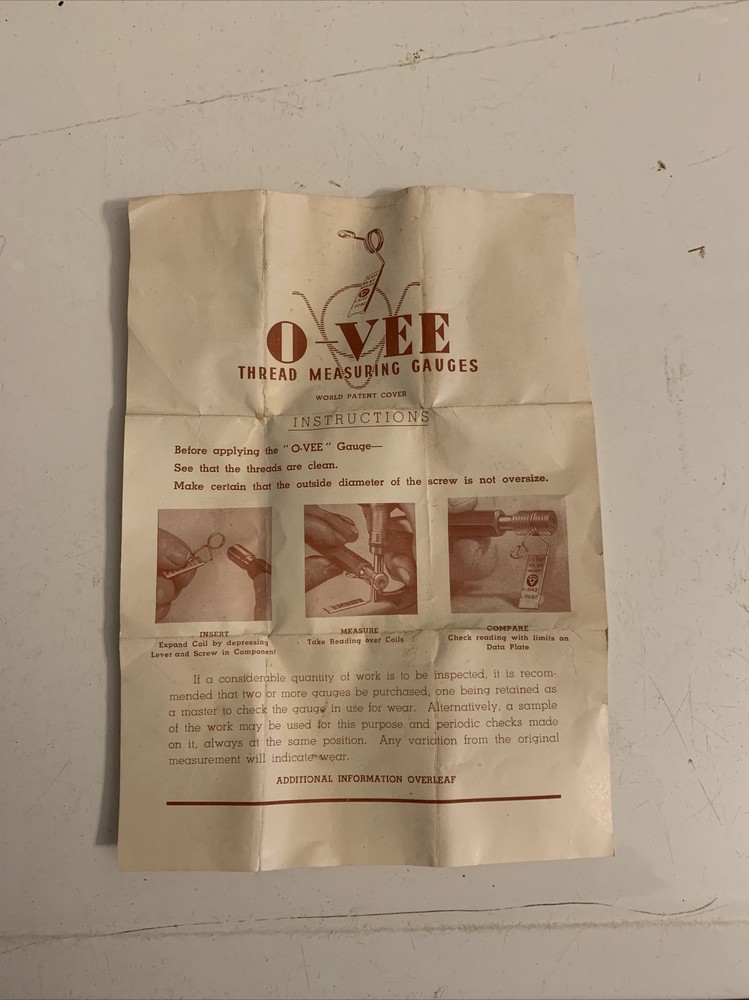 O-VEE
THREAD MEASURING GAUGES
WORLD PATENT COVER
INSTRUCTIONS
Before applying the "O-VEE" Gauge—
See that the threads are clean.
Make certain that the outside diameter of the screw is not oversize.
INSERT
Expand Coil by depressing
Lever and Screw in Component
MEASURE
Take Reading over Coils
COMPARE
Check reading with limits on
Data Plate
If a considerable quantity of work is to be inspected, it is recom-
mended that two or more gauges be purchased, one being retained as
a master to check the gauge in use for wear. Alternatively, a sample
of the work may be used for this purpose and periodic checks made
on it, always at the same position. Any variation from the original
measurement will indicate wear.
ADDITIONAL INFORMATION OVERLEAF